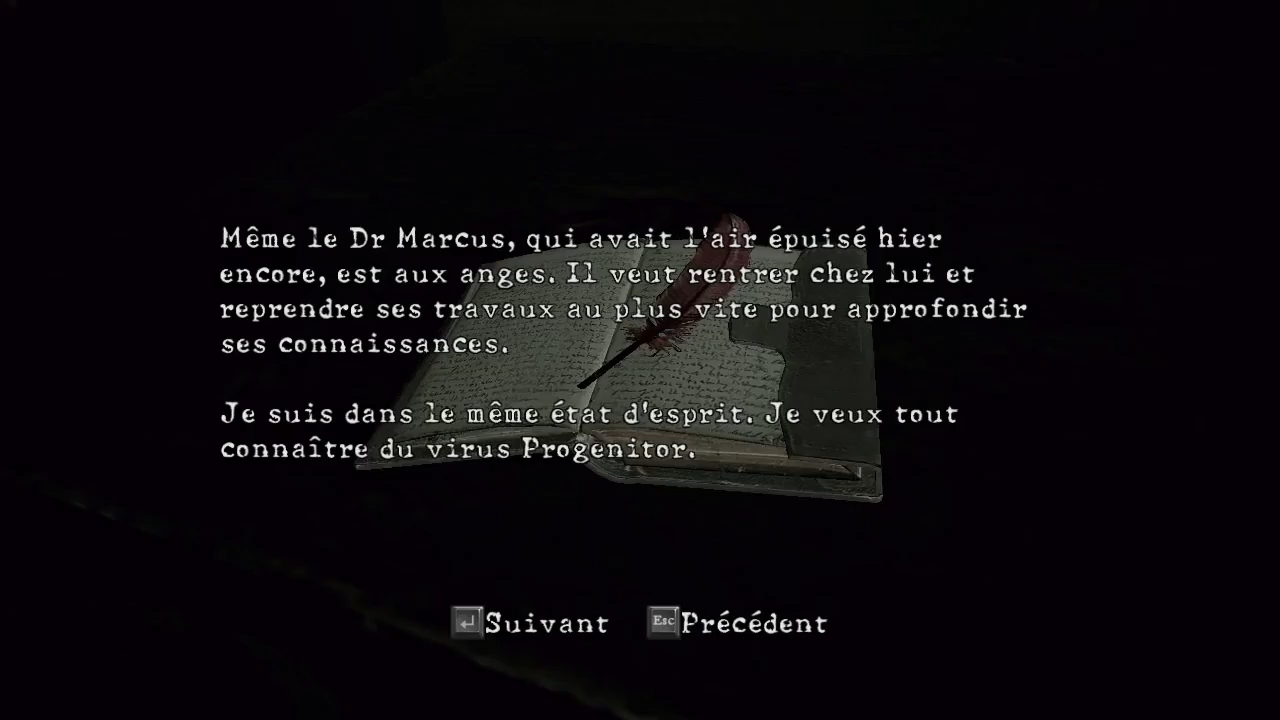 Même le Dr Marcus, qui avait l'air épuisé hier
encore, est aux anges. Il veut rentrer chez lui et
reprendre ses travaux au plus vite pour approfondir
ses connaissances.
Je suis dans le même état d'esprit. Je veux tout
connaître du virus Progenitor.
Suivant Esc Précédent